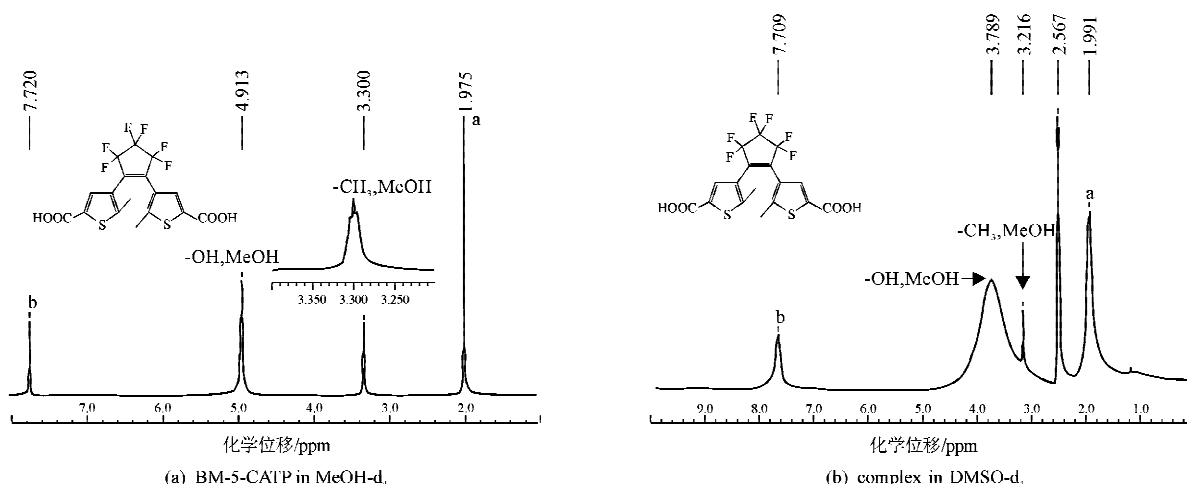 7.720
4.913
3.300
1.975
a
F
F
F
F
F
F
HOOC
S
S
COOH
-CH₃,MeOH
-OH,MeOH
b
3.350
3.300
3.250
7.0
6.0
5.0
4.0
3.0
2.0
化学位移/ppm
(a) BM-5-CATP in MeOH-d₄
7.709
3.789
3.216
2.567
1.991
F
F
F
F
F
F
HOOC
S
S
COOH
a
-CH₃,MeOH
-OH,MeOH
b
9.0
8.0
7.0
6.0
5.0
4.0
3.0
2.0
1.0
化学位移/ppm
(b) complex in DMSO-d